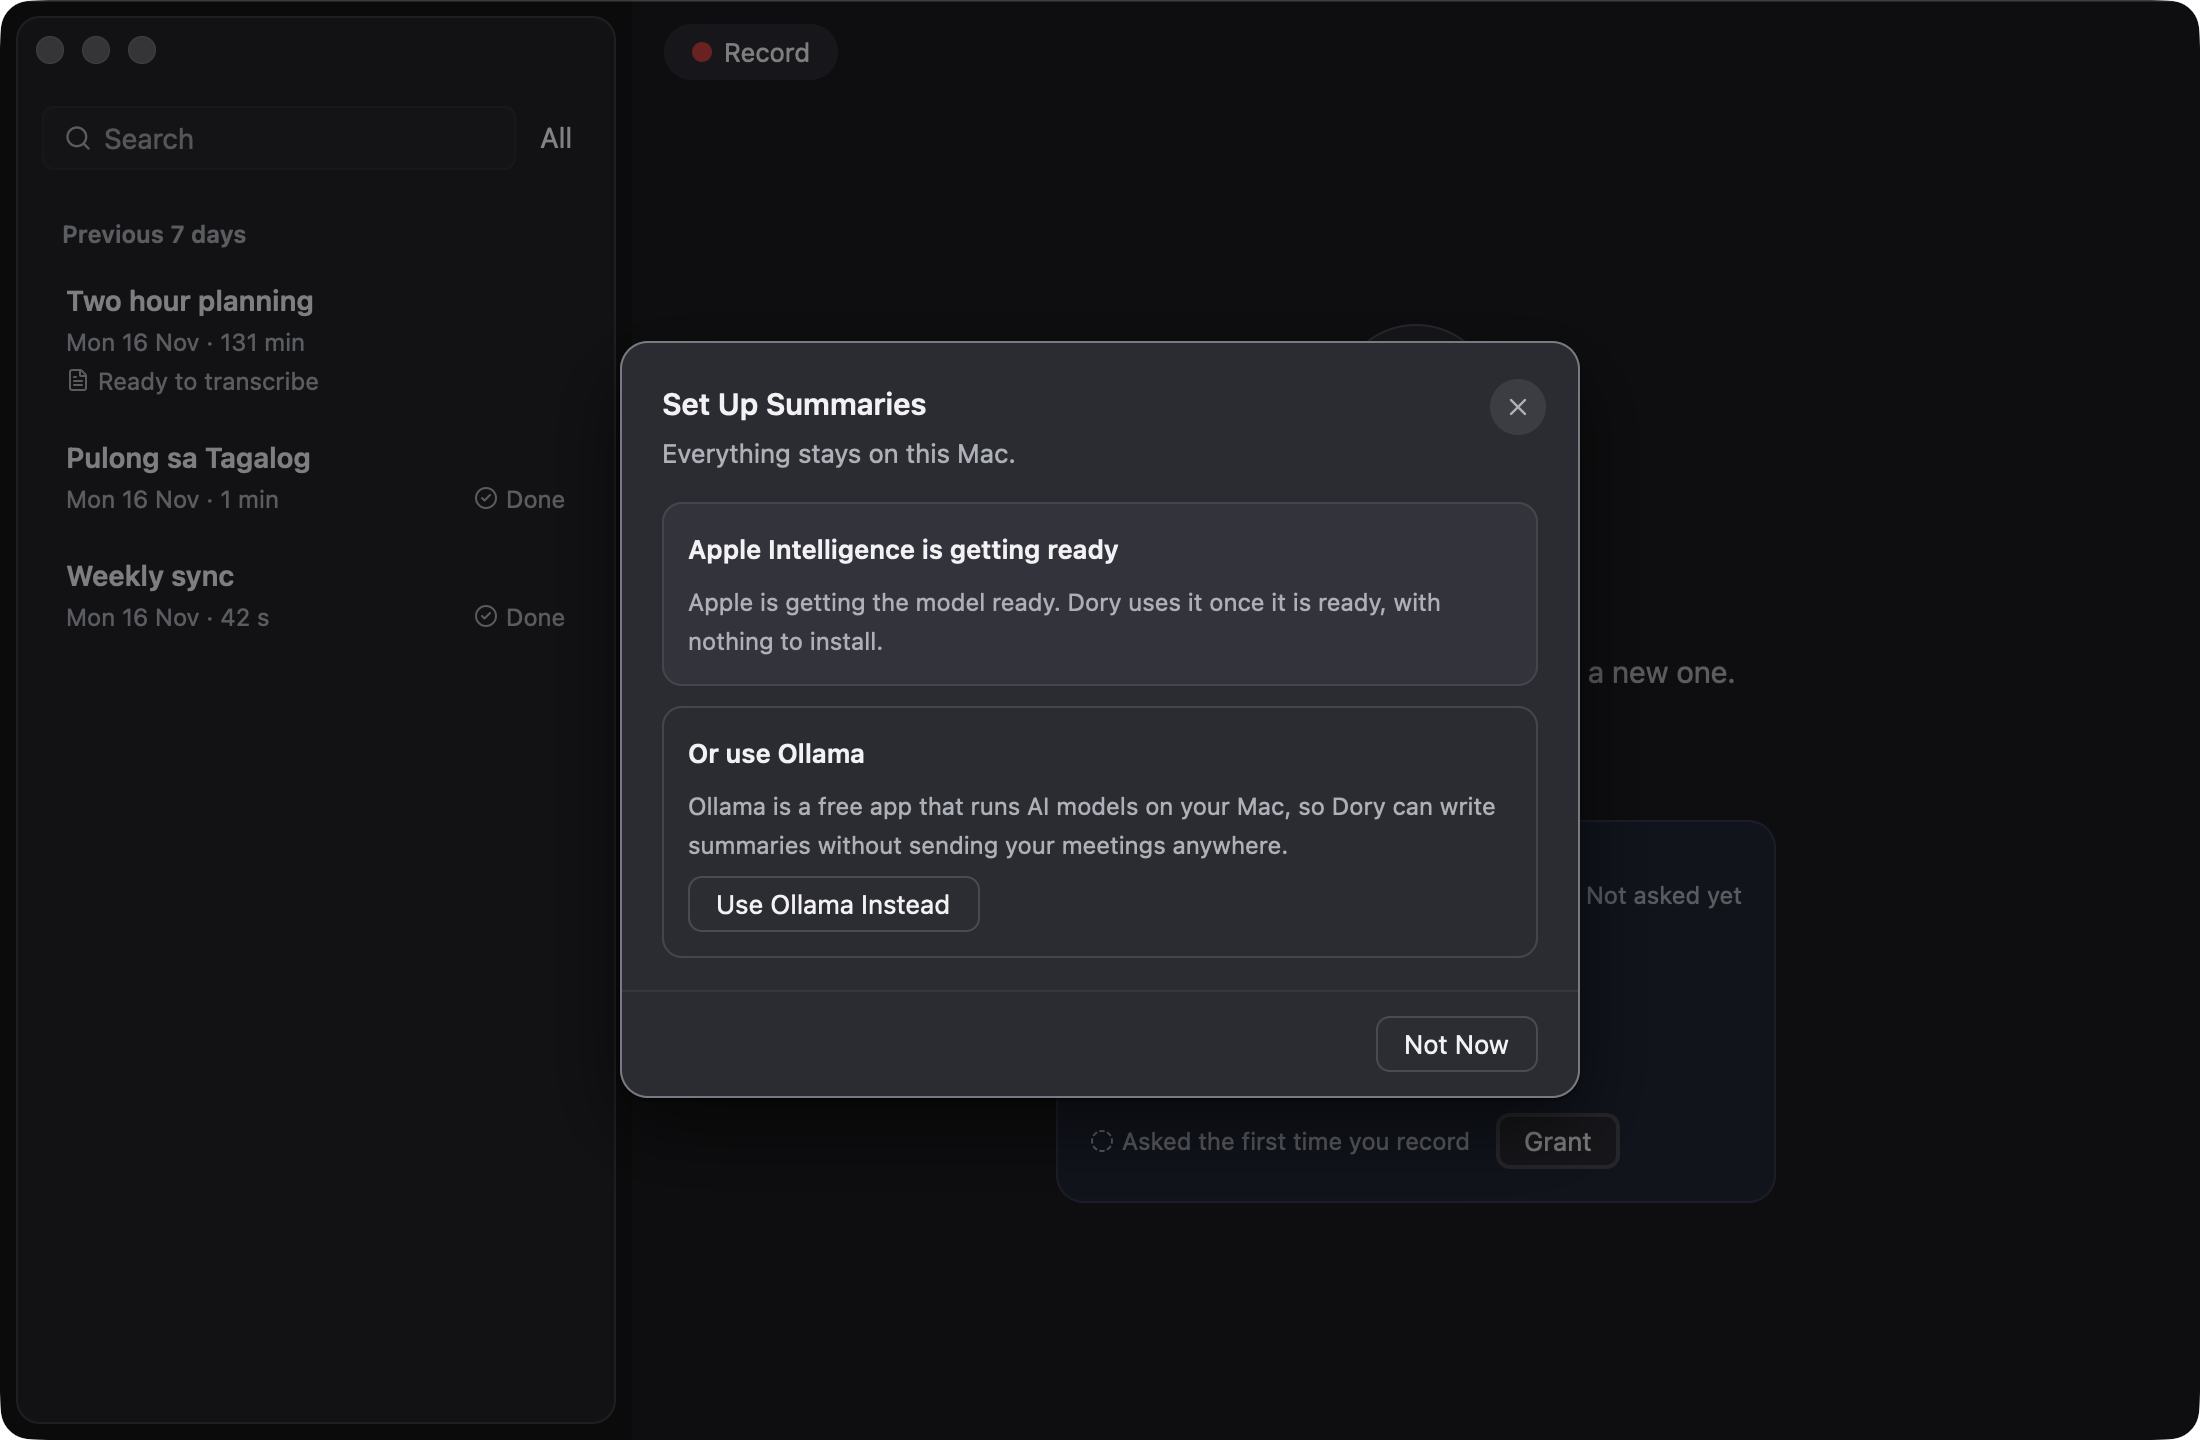 Record
Search
All
Previous 7 days
Two hour planning
Mon 16 Nov · 131 min
Ready to transcribe
Pulong sa Tagalog
Mon 16 Nov · 1 min
Done
Weekly sync
Mon 16 Nov · 42 s
Done
Set Up Summaries
Everything stays on this Mac.
Apple Intelligence is getting ready
Apple is getting the model ready. Dory uses it once it is ready, with
nothing to install.
Or use Ollama
Ollama is a free app that runs AI models on your Mac, so Dory can write
summaries without sending your meetings anywhere.
Use Ollama Instead
Not Now
a new one.
Not asked yet
Asked the first time you record
Grant